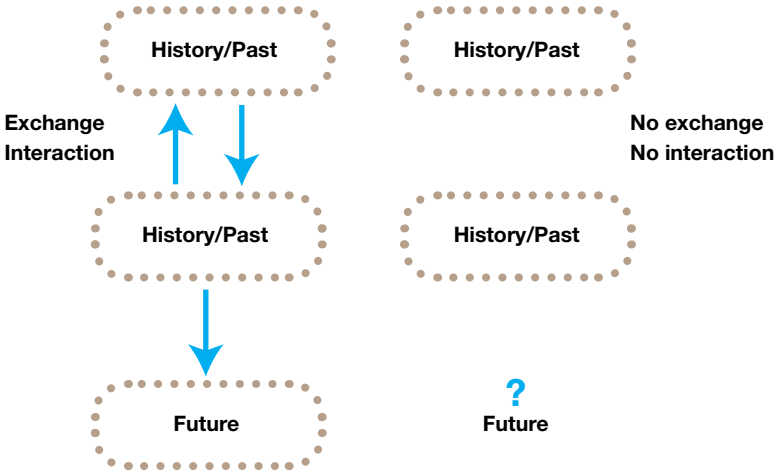 History/Past
History/Past
Exchange
Interaction
No exchange
No interaction
History/Past
History/Past
?
Future
Future